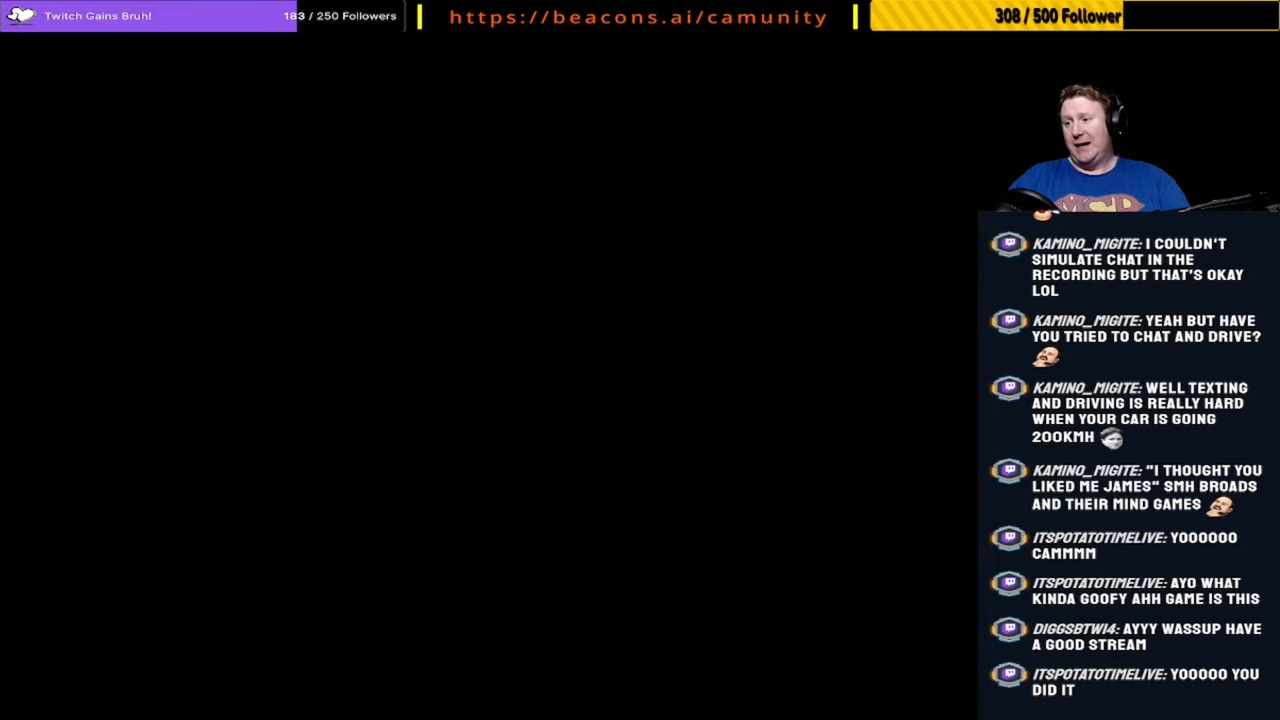 Twitch Gains Bruh!
183 / 250 Followers
https://beacons.ai/camunity
308 / 500 Follower
KAMINO_MIGITE: I COULDN'T
SIMULATE CHAT IN THE
RECORDING BUT THAT'S OKAY
LOL
KAMINO_MIGITE: YEAH BUT HAVE
YOU TRIED TO CHAT AND DRIVE?
KAMINO_MIGITE: WELL TEXTING
AND DRIVING IS REALLY HARD
WHEN YOUR CAR IS GOING
200KMH
KAMINO_MIGITE: "I THOUGHT YOU
LIKED ME JAMES" SMH BROADS
AND THEIR MIND GAMES
ITSPOTATOTIMELIVE: YOOOOOO
CAMMMM
ITSPOTATOTIMELIVE: AYO WHAT
KINDA GOOFY AHH GAME IS THIS
DIGGSBTW14: AYYY WASSUP HAVE
A GOOD STREAM
ITSPOTATOTIMELIVE: YOOOOO YOU
DID IT